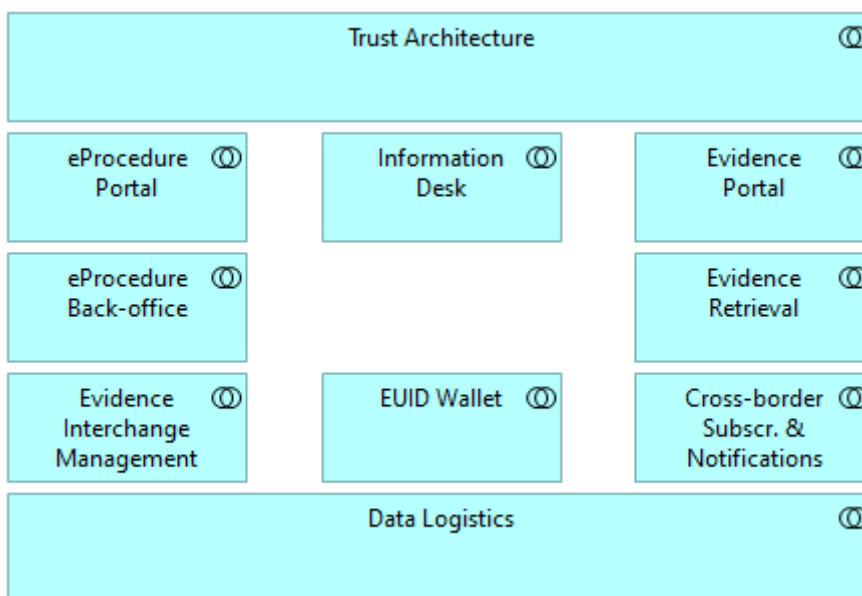 Trust Architecture
eProcedure
Portal
Information
Desk
Evidence
Portal
eProcedure
Back-office
Evidence
Retrieval
Evidence
Interchange
Management
EUID Wallet
Cross-border
Subscr. &
Notifications
Data Logistics